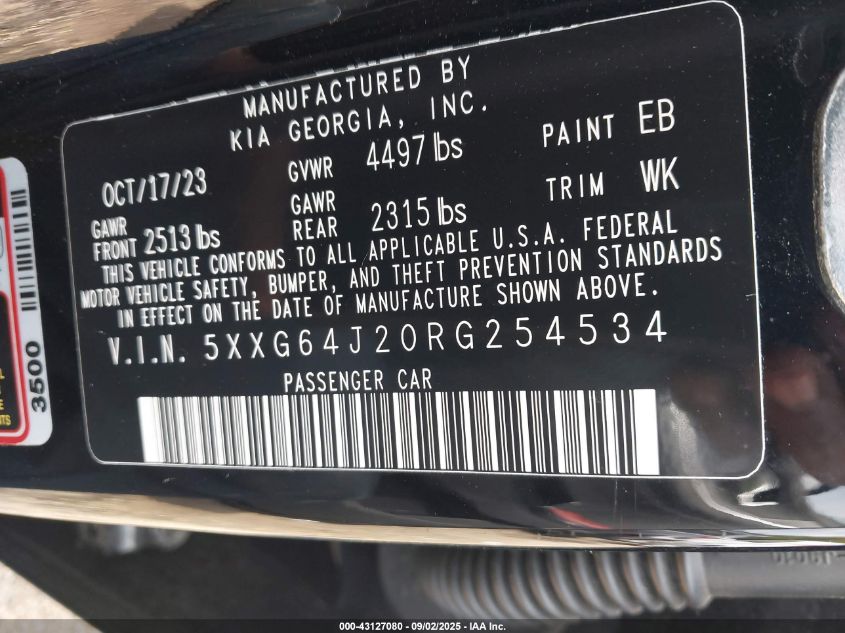 MANUFACTURED BY
KIA GEORGIA, INC.
OCT/17/23 GVWR 4497 lbs PAINT EB
GAWR FRONT 2513 lbs GAWR REAR 2315 lbs TRIM WK
THIS VEHICLE CONFORMS TO ALL APPLICABLE U.S.A. FEDERAL
MOTOR VEHICLE SAFETY, BUMPER, AND THEFT PREVENTION STANDARDS
IN EFFECT ON THE DATE OF MANUFACTURE SHOWN ABOVE.
V.I.N. 5XXG64J20RG254534
PASSENGER CAR
3500
000-43127080 - 09/02/2025 - IAA Inc.